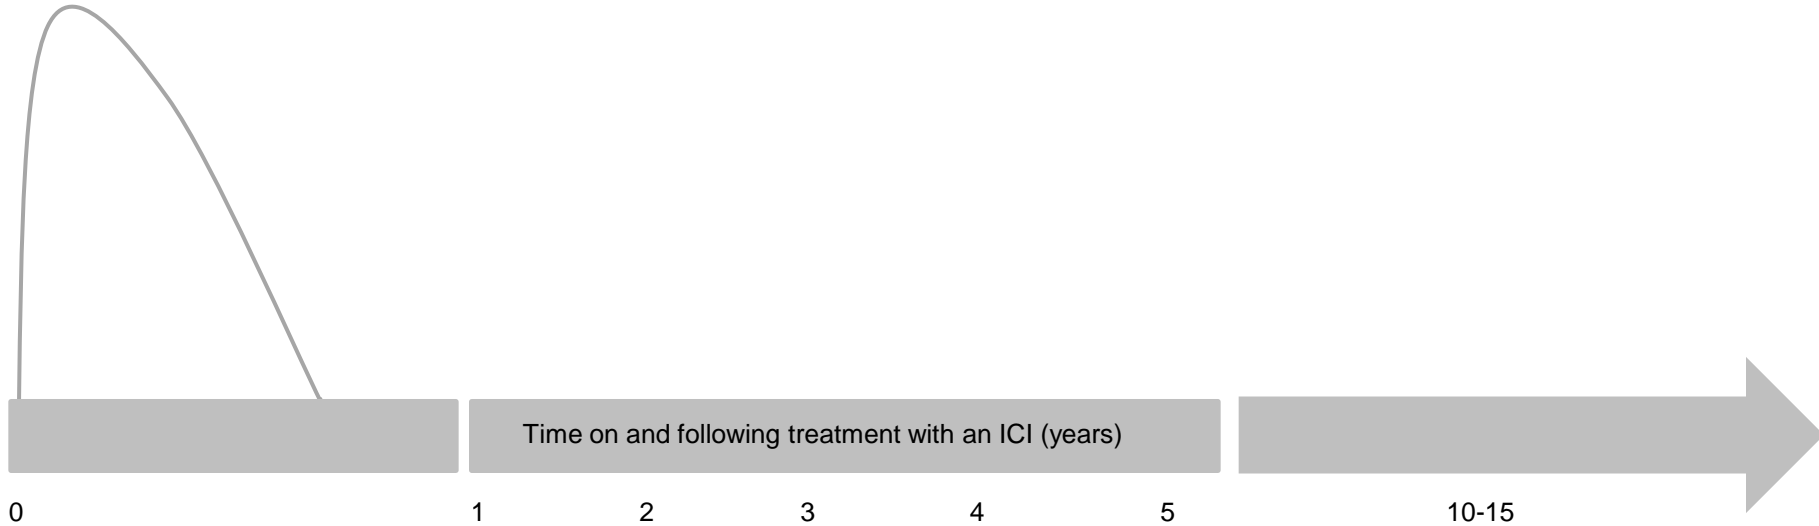 Time on and following treatment with an ICI (years)
0 1 2 3 4 5 10-15